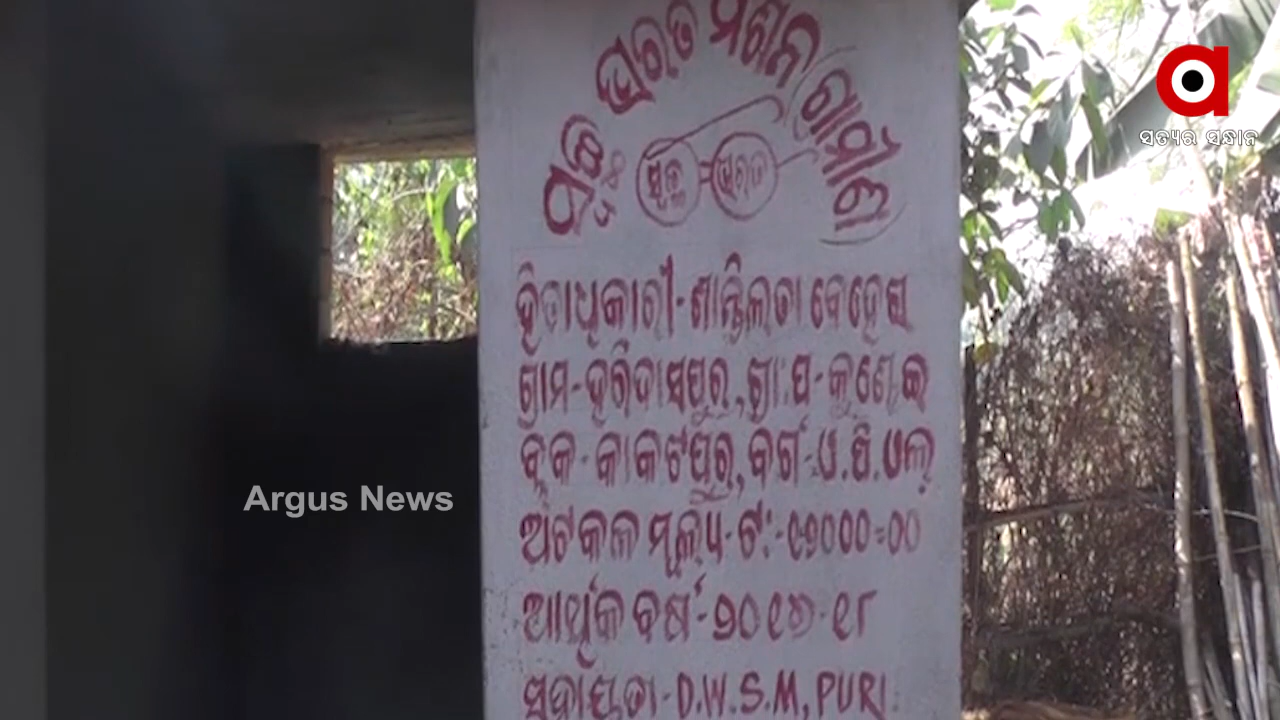 ସ୍ୱଚ୍ଛ ଭାରତ ମିଶନ ଗ୍ରାମୀଣ
ସ୍ୱଚ୍ଛ ଭାରତ
ସତ୍ୟର ସନ୍ଧାନ
ହିତାଧିକାରୀ-ଶାନ୍ତିଲତା ବେହେରା
ଗ୍ରାମ-ହରିଦାସପୁର,ଗ୍ରା:ପ-କୁଣ୍ଢେଇ
ବ୍ଲକ-କାକଟପୁର,ବର୍ଗ-ଓ.ପି.ଏଲ୍
Argus News
ଅଟକଳ ମୂଲ୍ୟ-ଟ:-୧୨୦୦୦=୦୦
ଆର୍ଥିକ ବର୍ଷ-୨୦୧୭-୧୮
ସହାୟତା-D.W.S.M, PURI